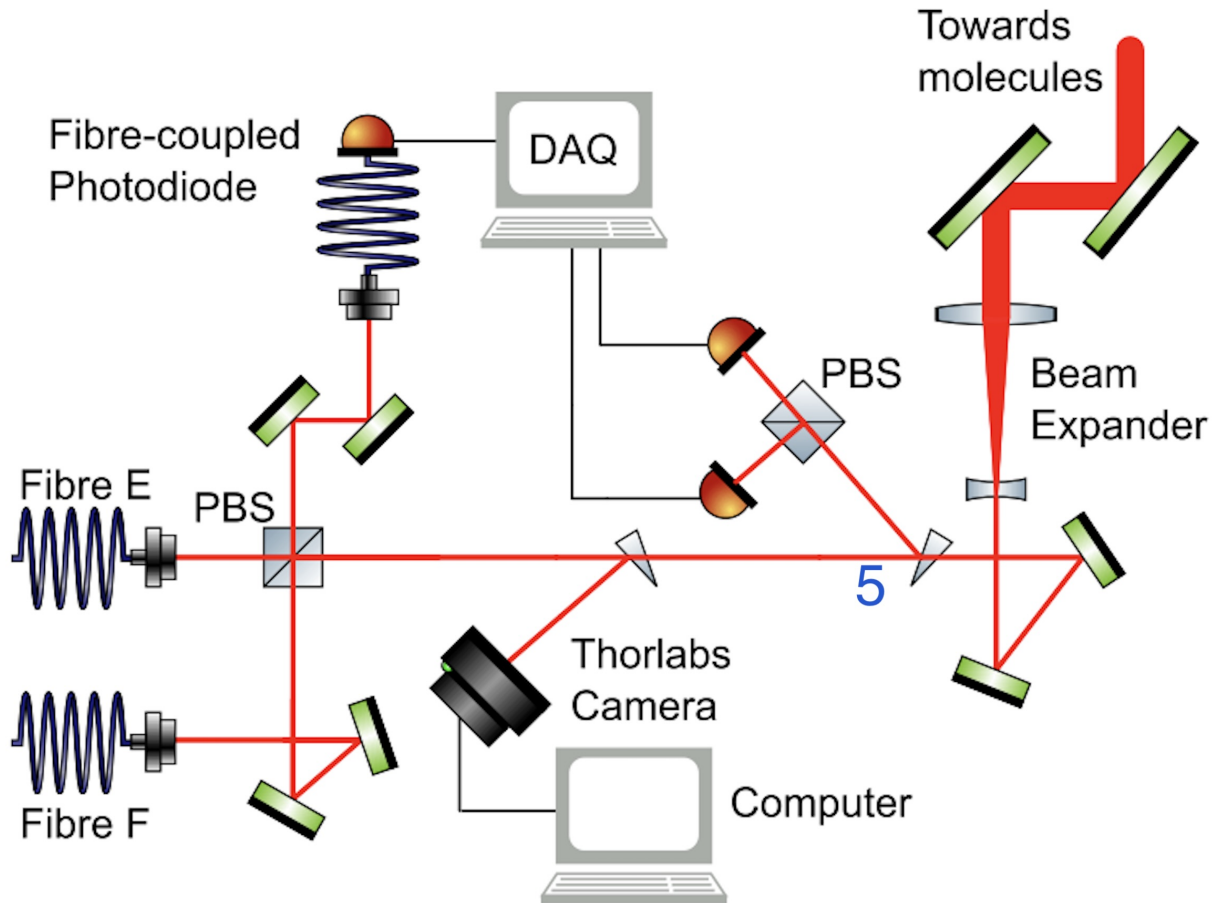 Towards
molecules
Fibre-coupled
Photodiode
DAQ
PBS
Beam
Expander
Fibre E
PBS
5
Thorlabs
Camera
Fibre F
Computer